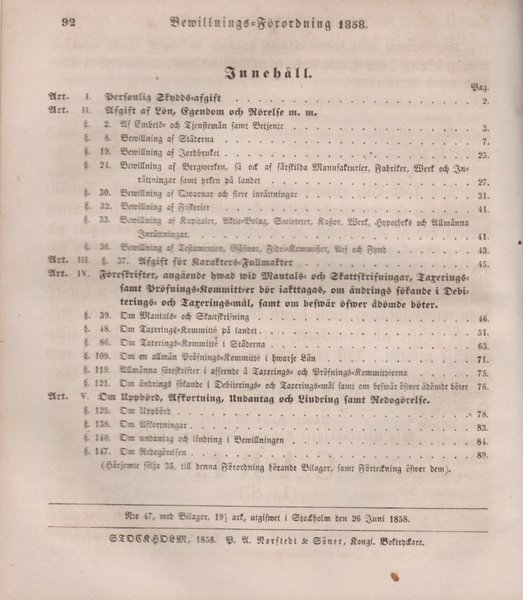 92 Bewillnings-Förordning 1858.
Innehåll.
Pag.
Art. I. Personlig Skydds-afgift 2.
Art. II. Afgift af Lön, Egendom och Rörelse m. m.
§. 2. Af Embets- och Tjenstemän samt Betjente 3.
§. 8. Bewillning af Städerna 7.
§. 19. Bewillning af Jordbruket 25.
§. 24. Bewillning af Bergwerken, så ock af särskilda Manufakturier, Fabriker, Werk och In-
rättningar samt yrken på landet 27.
§. 30. Bewillning af Qwarnar och flere inrättningar 31.
§. 32. Bewillning af Fiskerier 41.
§. 33. Bewillning af Kapitaler, Aktie-Bolag, Societeter, Kassor, Werk, Hypotheks och Allmänna
Inrättningar. 41.
§. 36. Bewillning af Testamenten, Gåfwor, Fidei-Kommisser, Arf och Fynd 43.
Art. III. §. 37. Afgift för Karakters-Fullmakter 45.
Art. IV. Föreskrifter, angående hwad wid Mantals- och Skattskrifningar, Taxerings-
samt Pröfnings-Kommittéer bör iakttagas, om ändrings sökande i Debi-
terings- och Taxerings-mål, samt om beswär öfwer ådömde böter.
§. 39. Om Mantals- och Skattskrifning 46.
§. 48. Om Taxerings-Kommitté på landet 51.
§. 86. Om Taxerings-Kommitté i Städerna 63.
§. 109. Om en allmän Pröfnings-Kommitté i hwarje Län 71.
§. 119. Allmänna föreskrifter i afseende å Taxerings- och Pröfnings-Kommittéerna 75.
§. 121. Om ändrings sökande i Debiterings- och Taxerings-mål samt om beswär öfwer ådömde böter 76.
Art. V. Om Uppbörd, Afkortning, Undantag och Lindring samt Redogörelse.
§. 125. Om Uppbörd 78.
§. 138. Om Afkortningar 83.
§. 140. Om undantag och lindring i Bewillningen 84.
§. 147. Om Redogörelsen 89.
(Härjemte följa 35, till denna Förordning hörande Bilagor, samt Förteckning öfwer dem).
N:o 47, med Bilagor, 19½ ark, utgifwet i Stockholm den 26 Juni 1858.
STOCKHOLM, 1858. P. A. Norstedt & Söner, Kongl. Boktryckare.